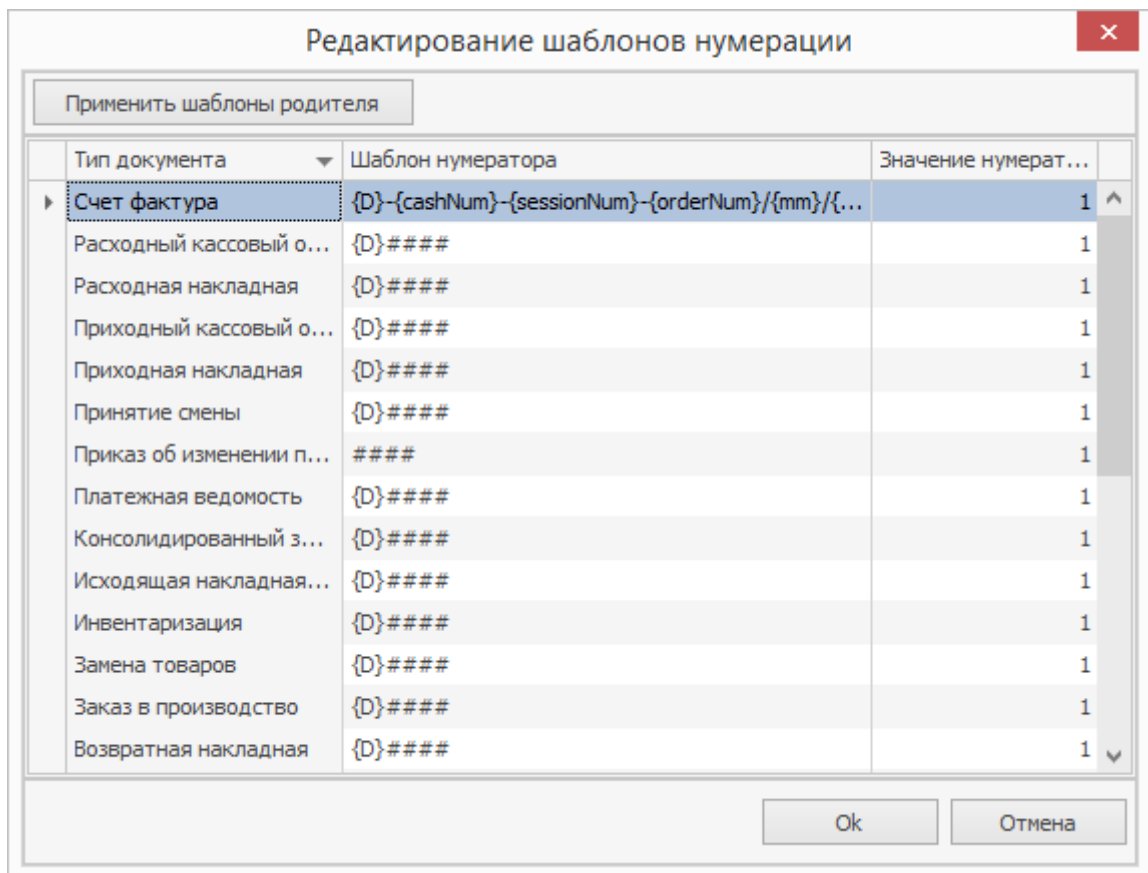 Редактирование шаблонов нумерации
Применить шаблоны родителя
Тип документа Шаблон нумератора Значение нумерат...
Счет фактура {D}-{cashNum}-{sessionNum}-{orderNum}/{mm}/{... 1
Расходный кассовый о... {D}#### 1
Расходная накладная {D}#### 1
Приходный кассовый о... {D}#### 1
Приходная накладная {D}#### 1
Принятие смены {D}#### 1
Приказ об изменении п... #### 1
Платежная ведомость {D}#### 1
Консолидированный з... {D}#### 1
Исходящая накладная... {D}#### 1
Инвентаризация {D}#### 1
Замена товаров {D}#### 1
Заказ в производство {D}#### 1
Возвратная накладная {D}#### 1
Ok Отмена